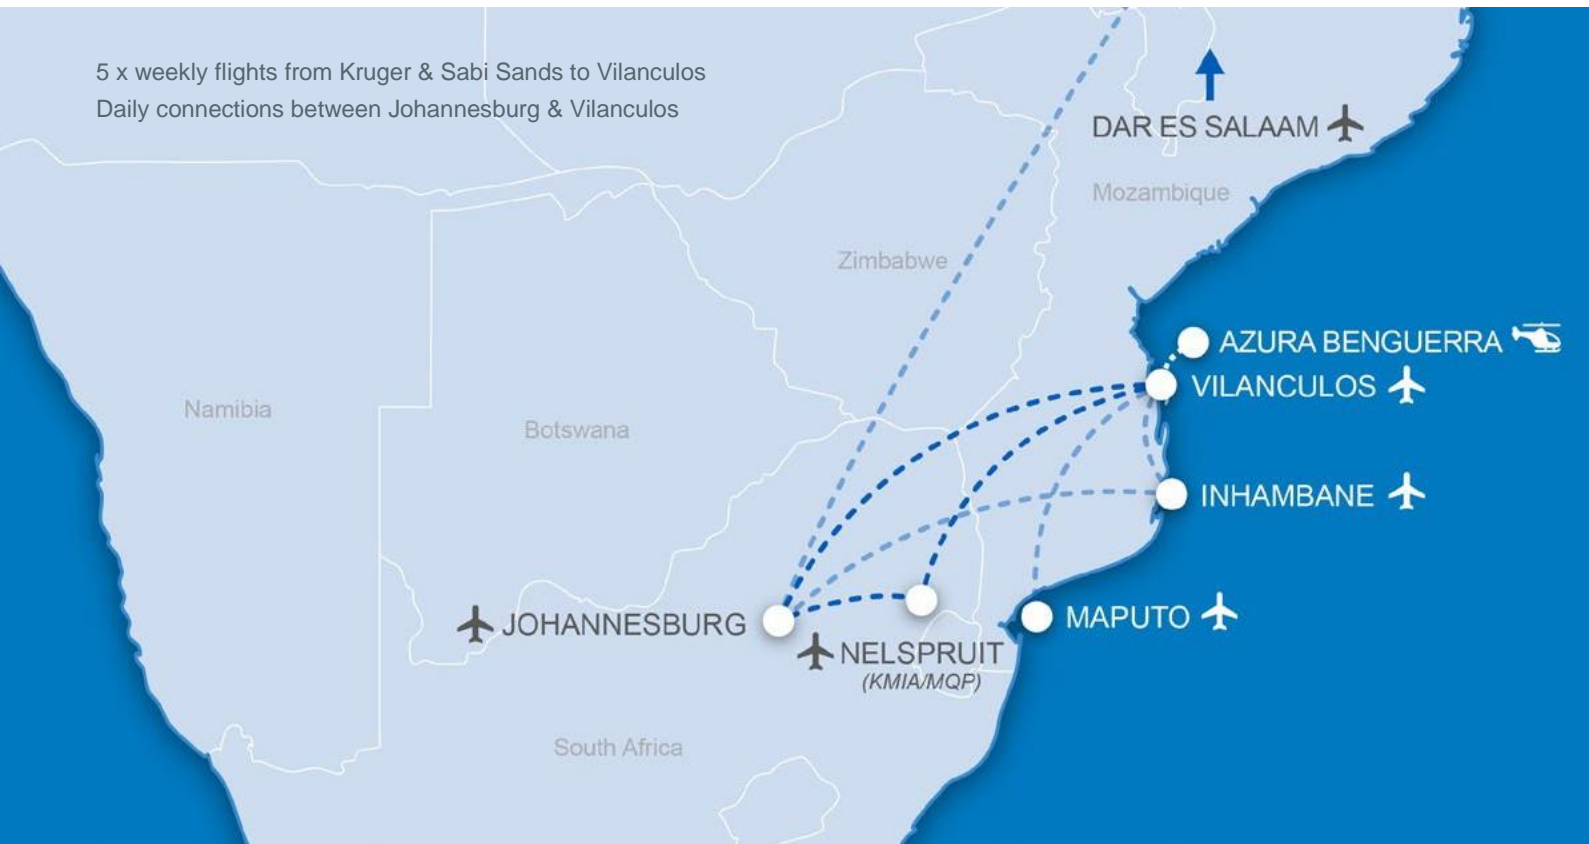 5 x weekly flights from Kruger & Sabi Sands to Vilanculos
Daily connections between Johannesburg & Vilanculos
DAR ES SALAAM
Mozambique
Zimbabwe
AZURA BENGUERRA
VILANCULOS
Namibia
Botswana
INHAMBANE
JOHANNESBURG
MAPUTO
NELSPRUIT
(KMIA/MQP)
South Africa